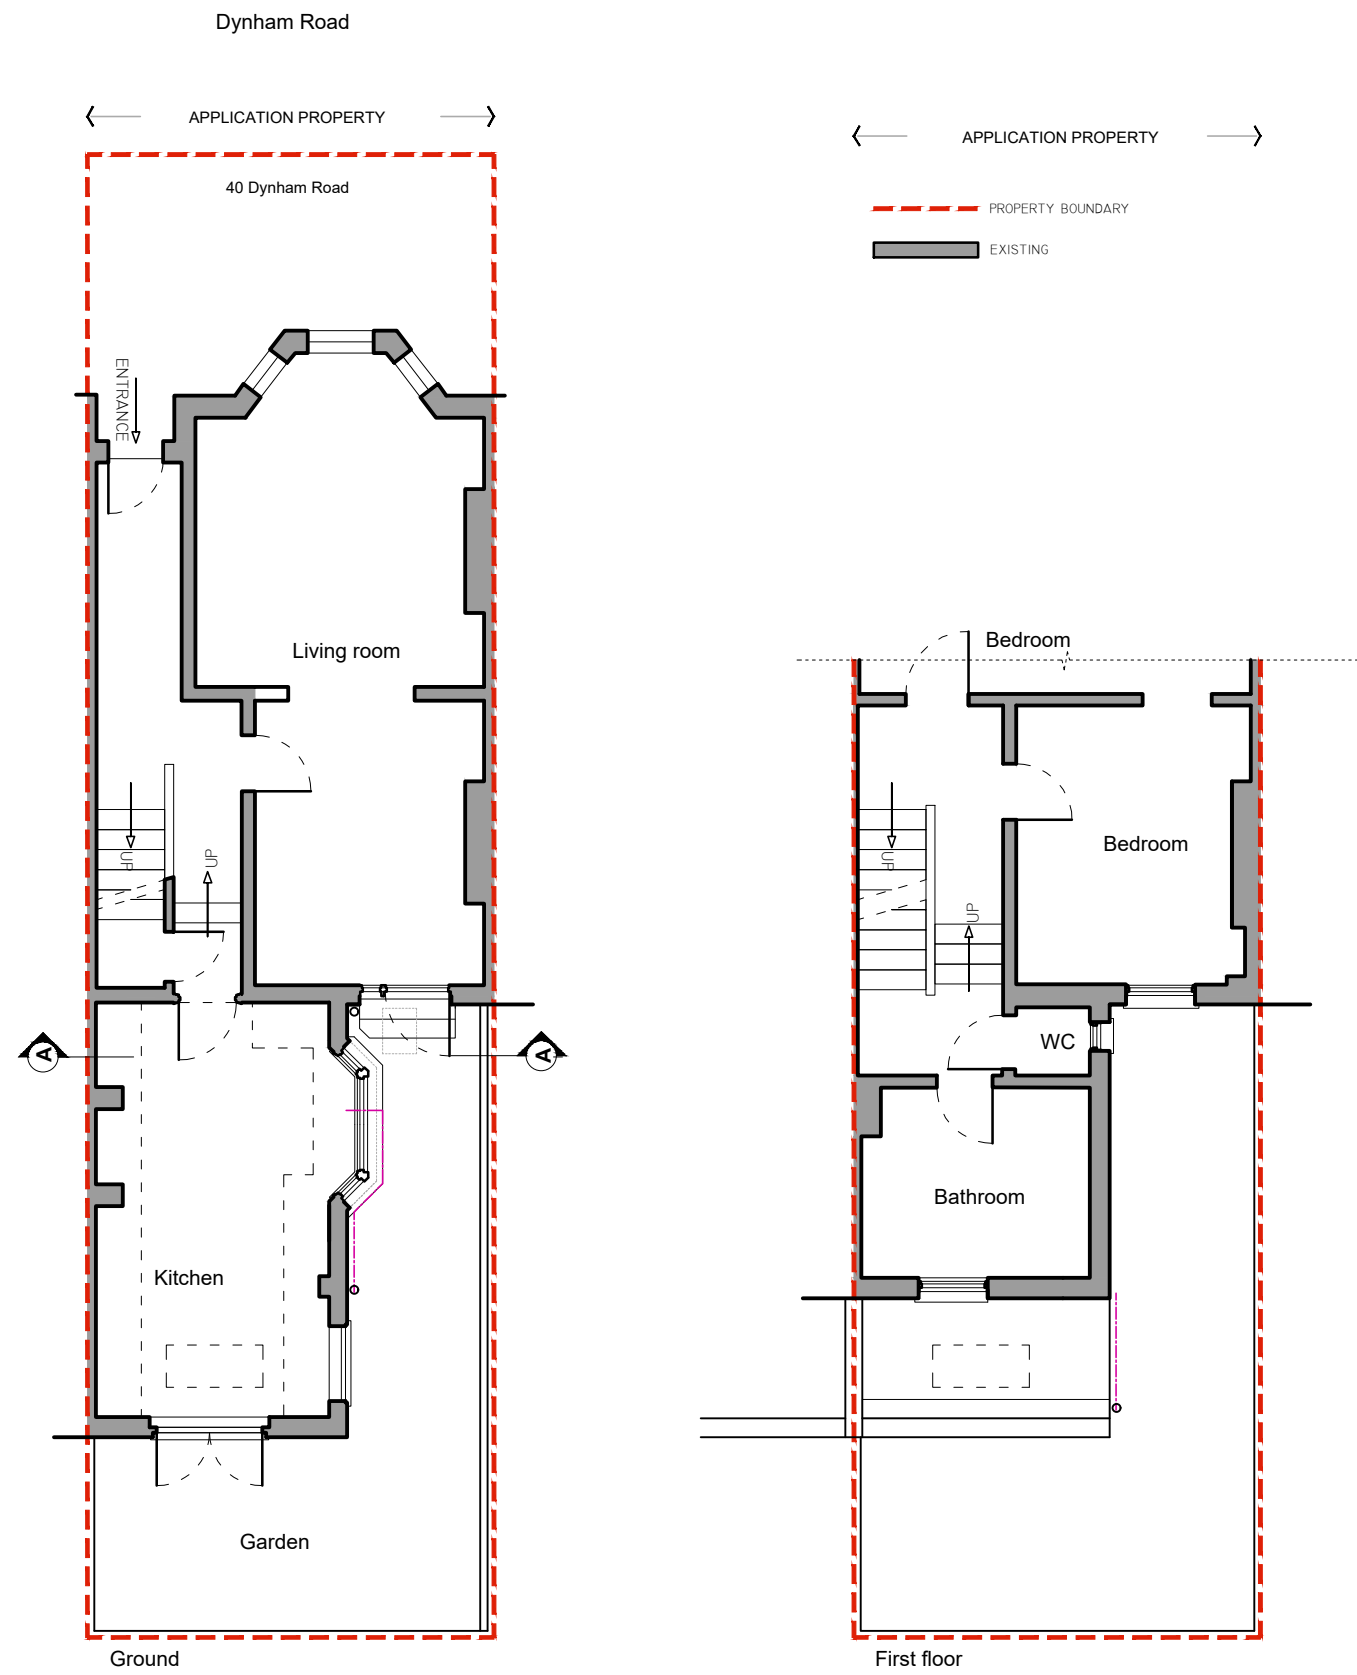 Dynham Road
APPLICATION PROPERTY
40 Dynham Road
ENTRANCE
Living room
UP
UP
A
A
Kitchen
Garden
Ground
APPLICATION PROPERTY
PROPERTY BOUNDARY
EXISTING
Bedroom
Bedroom
UP
UP
WC
Bathroom
First floor